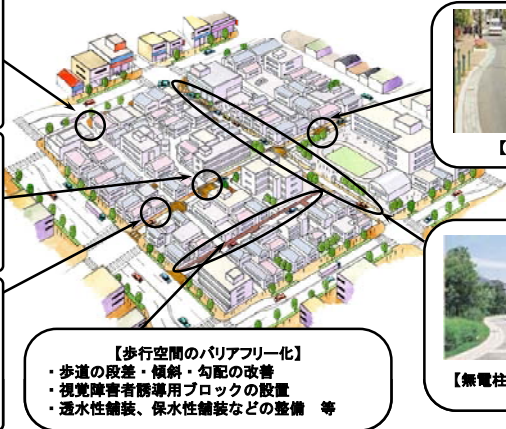 【歩行空間のバリアフリー化】
・歩道の段差・傾斜・勾配の改善
・視覚障害者誘導用ブロックの設置
・透水性舗装、保水性舗装などの整備　等
【
【無電柱